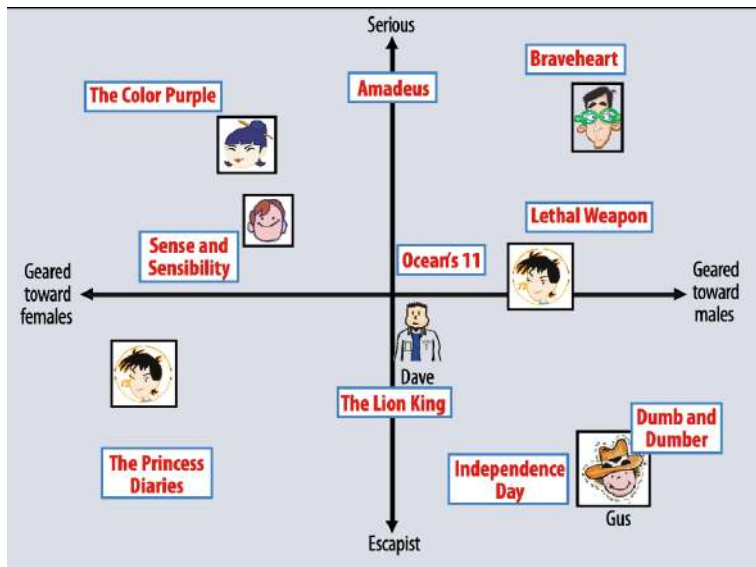 Serious
Braveheart
Amadeus
The Color Purple
Lethal Weapon
Sense and
Sensibility
Ocean's 11
Geared
toward
females
Geared
toward
males
Dave
The Lion King
Dumb and
Dumber
The Princess
Diaries
Independence
Day
Gus
Escapist